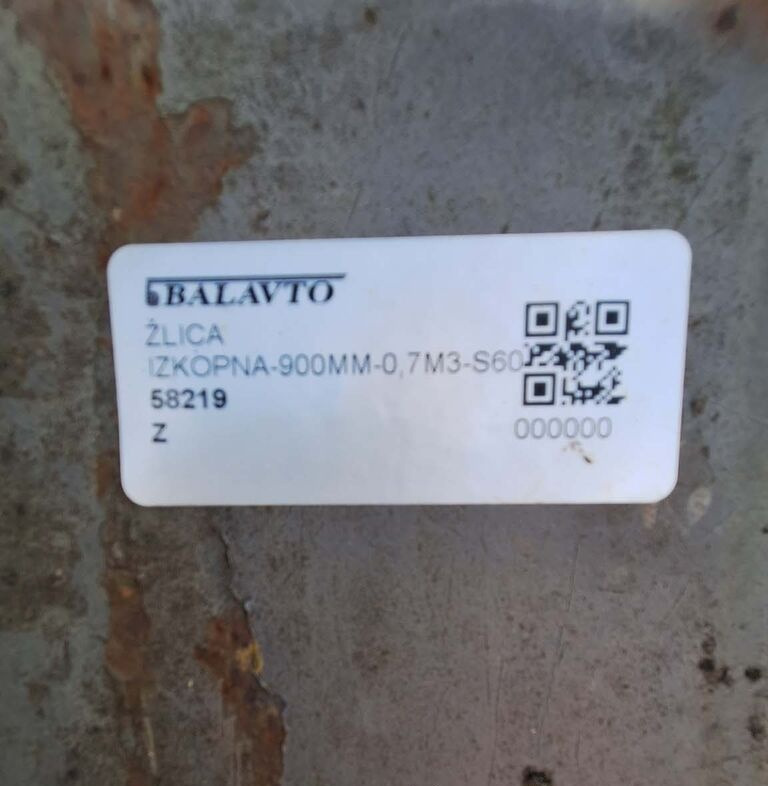 BALAVTO
ŽLICA
IZKOPNA-900MM-0,7M3-S60
58219
Z
000000